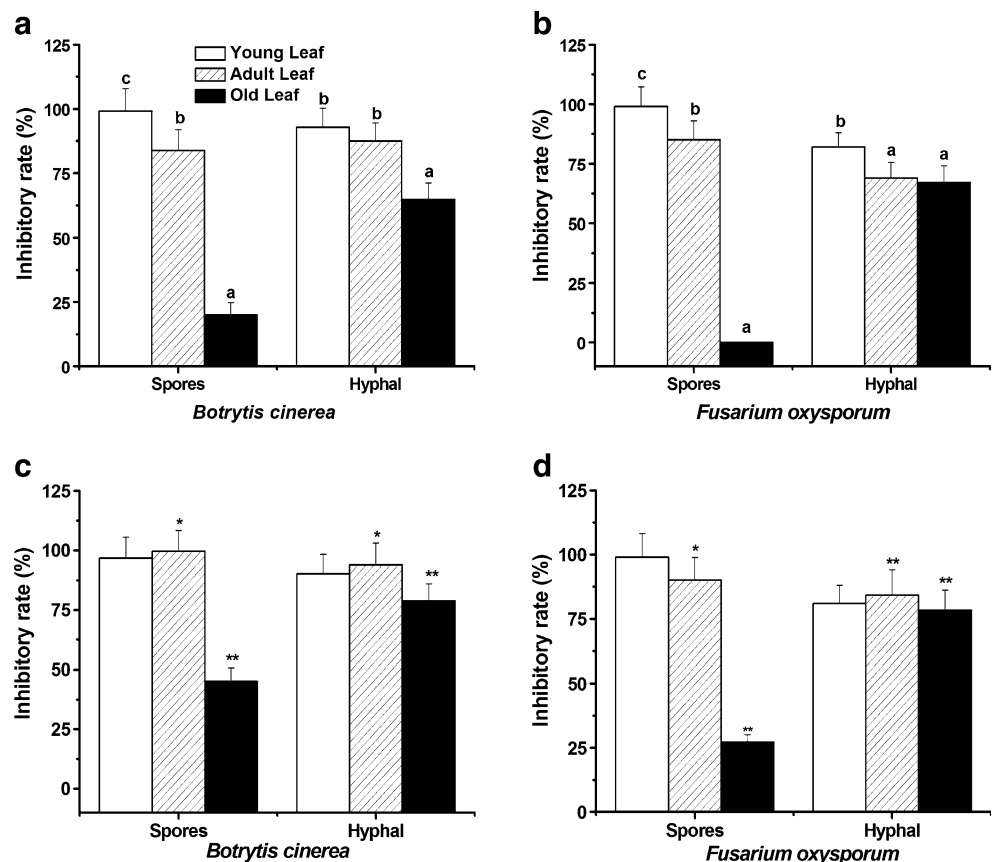 a
125
100
75
50
25
0
Inhibitory rate (%)
Young Leaf
Adult Leaf
Old Leaf
c
b
a
b
b
a
Spores
Hyphal
Botrytis cinerea
b
125
100
75
50
25
0
Inhibitory rate (%)
c
b
a
b
a
a
Spores
Hyphal
Fusarium oxysporum
c
125
100
75
50
25
0
Inhibitory rate (%)
*
**
*
**
Spores
Hyphal
Botrytis cinerea
d
125
100
75
50
25
0
Inhibitory rate (%)
*
**
**
**
Spores
Hyphal
Fusarium oxysporum